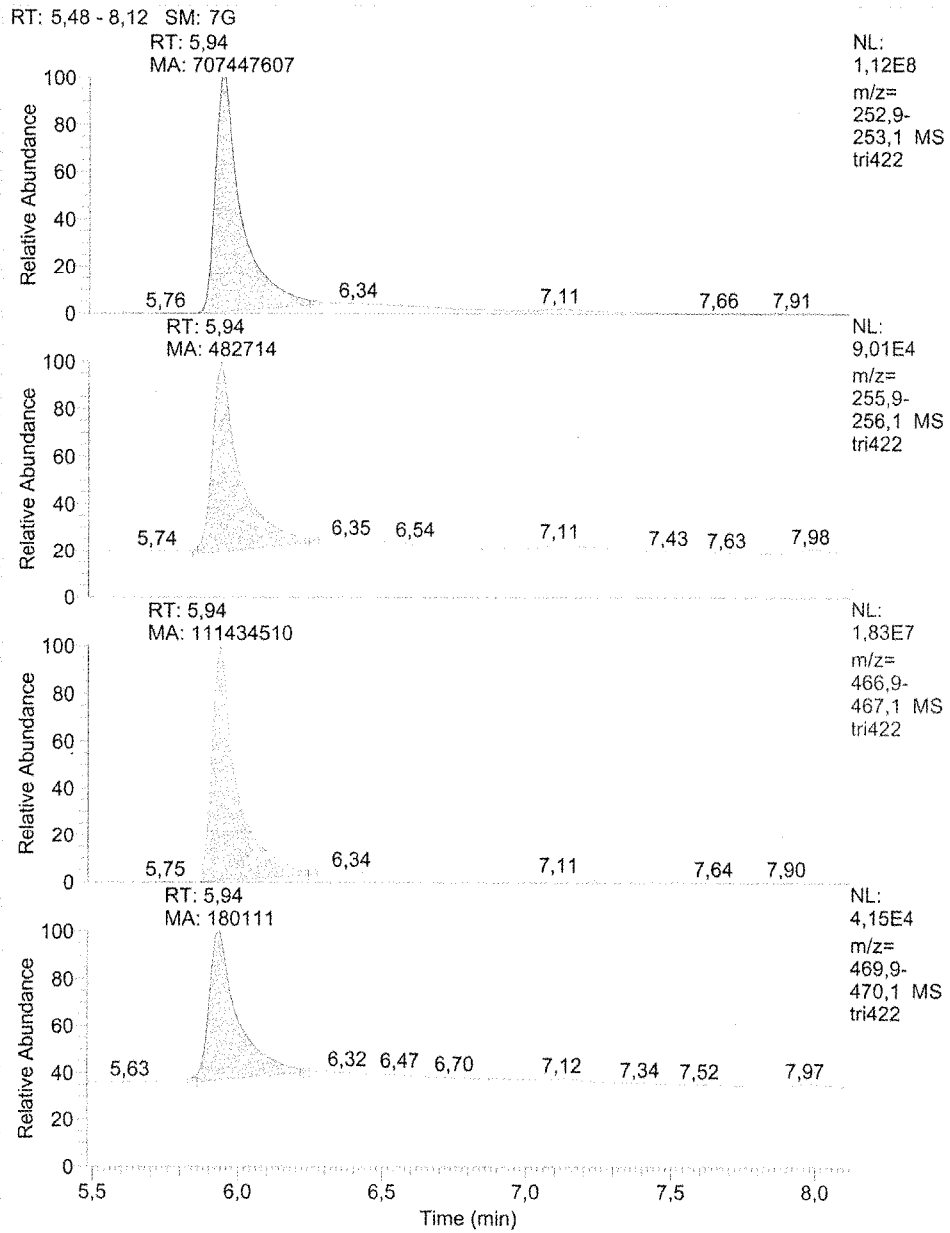 RT: 5,48 - 8,12 SM: 7G
RT: 5,94
MA: 707447607
NL:
1,12E8
m/z=
252,9-
253,1 MS
tri422
Relative Abundance
100
80
60
40
20
0
5,76
6,34
7,11
7,66
7,91
RT: 5,94
MA: 482714
NL:
9,01E4
m/z=
255,9-
256,1 MS
tri422
Relative Abundance
100
80
60
40
20
0
5,74
6,35
6,54
7,11
7,43
7,63
7,98
RT: 5,94
MA: 111434510
NL:
1,83E7
m/z=
466,9-
467,1 MS
tri422
Relative Abundance
100
80
60
40
20
0
5,75
6,34
7,11
7,64
7,90
RT: 5,94
MA: 180111
NL:
4,15E4
m/z=
469,9-
470,1 MS
tri422
Relative Abundance
100
80
60
40
20
0
5,63
6,32
6,47
6,70
7,12
7,34
7,52
7,97
5,5
6,0
6,5
7,0
7,5
8,0
Time (min)